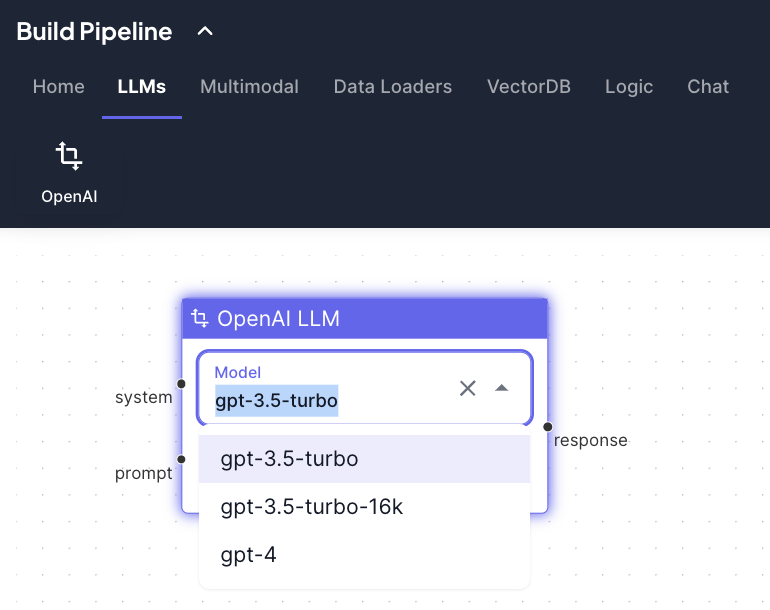 Build Pipeline
Home LLMs Multimodal Data Loaders VectorDB Logic Chat
OpenAI
OpenAI LLM
Model
gpt-3.5-turbo
system
response
prompt
gpt-3.5-turbo
gpt-3.5-turbo-16k
gpt-4